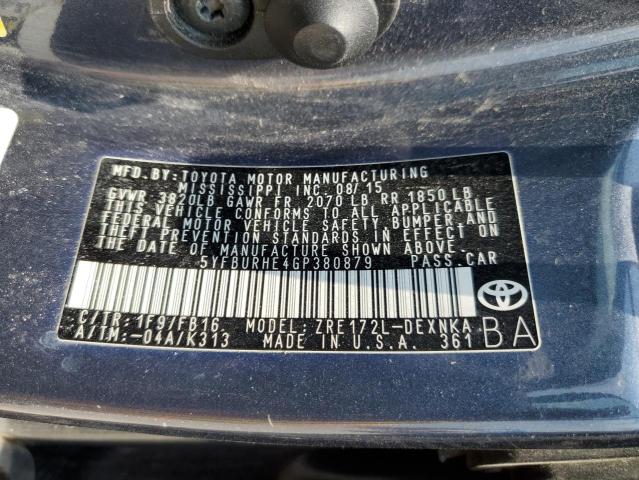 MFD. BY: TOYOTA MOTOR MANUFACTURING
MISSISSIPPI INC. 08/15
GVWR 3820LB GAWR FR 2070 LB RR 1850 LB
THIS VEHICLE CONFORMS TO ALL APPLICABLE
FEDERAL MOTOR VEHICLE SAFETY, BUMPER, AND
THEFT PREVENTION STANDARDS IN EFFECT ON
THE DATE OF MANUFACTURE SHOWN ABOVE.
5YFBURHE4GP380879 PASS.CAR
C/TR: 1F9/FB16 MODEL: ZRE172L-DEXNKA
A/TM:-04A/K313 MADE IN U.S.A. 361
BA